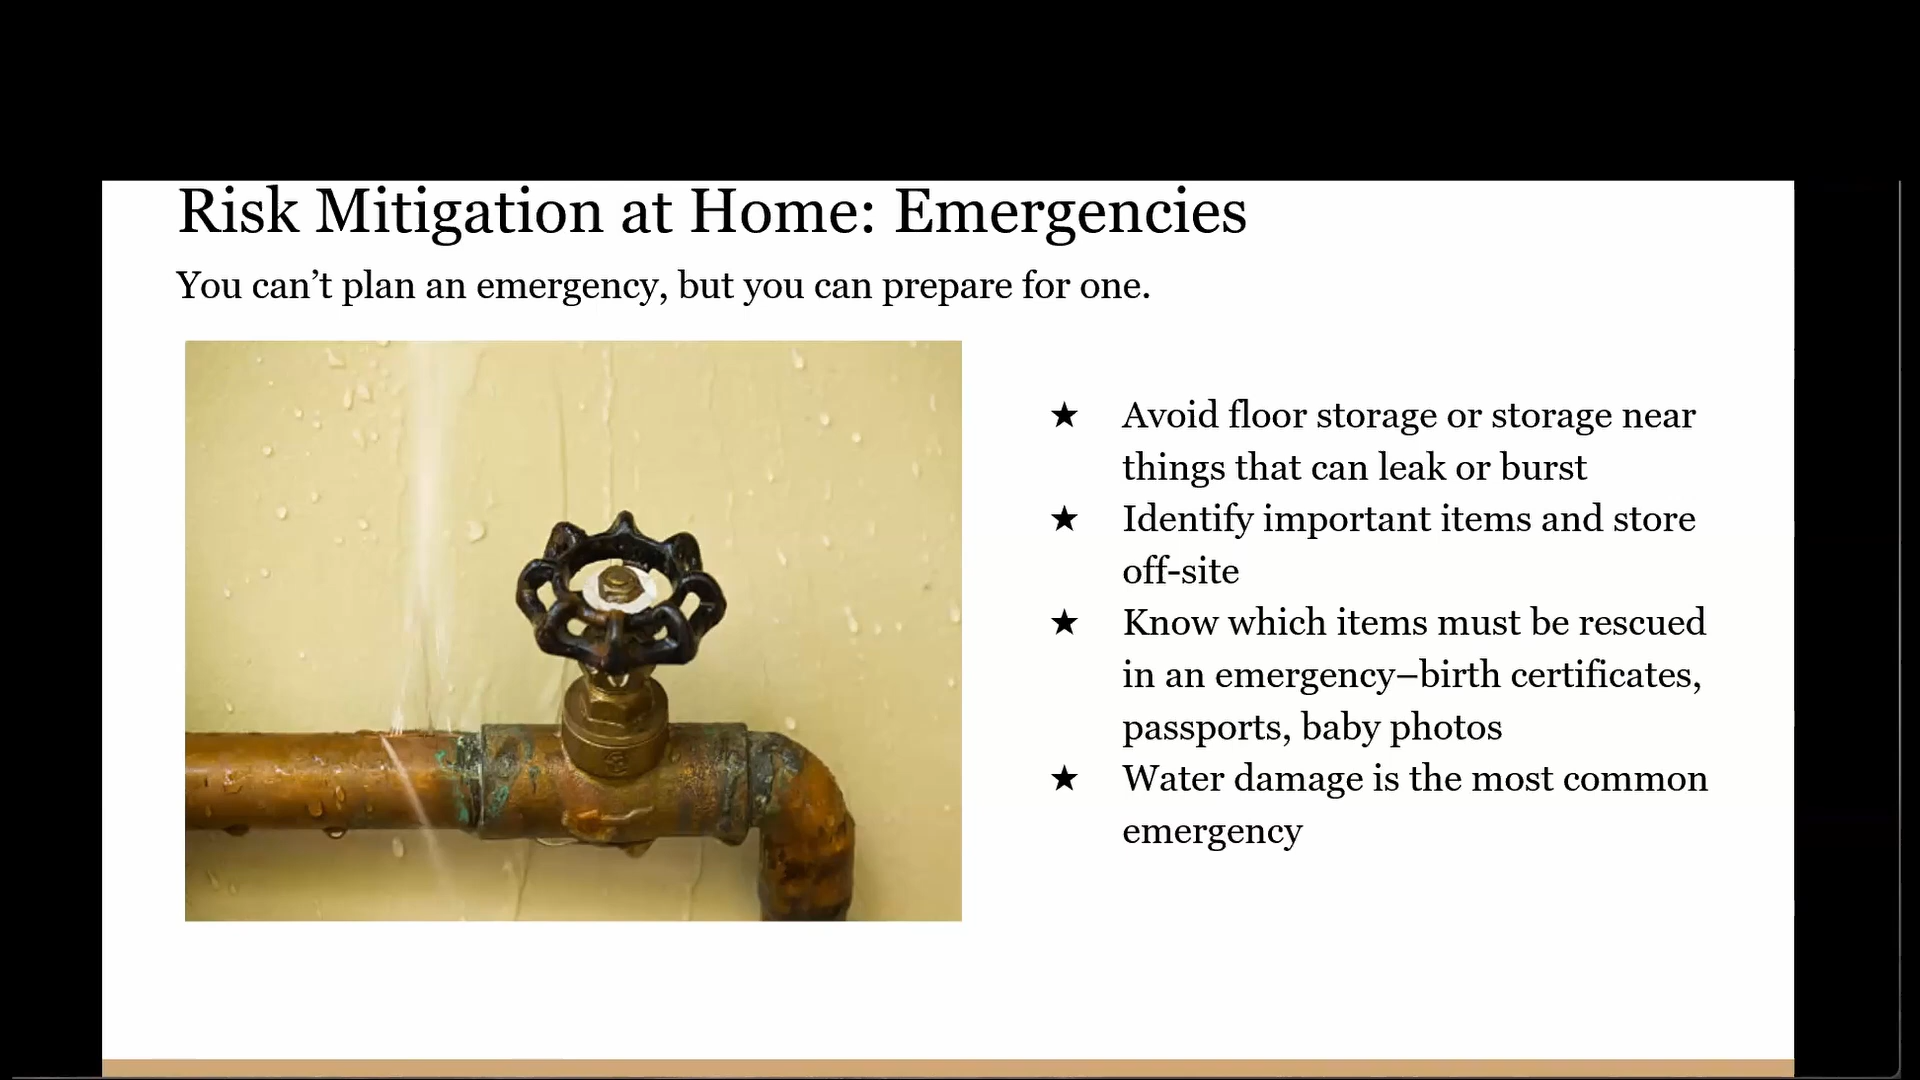 Risk Mitigation at Home: Emergencies
You can’t plan an emergency, but you can prepare for one.
★ Avoid floor storage or storage near
things that can leak or burst
★ Identify important items and store
off-site
★ Know which items must be rescued
in an emergency–birth certificates,
passports, baby photos
★ Water damage is the most common
emergency